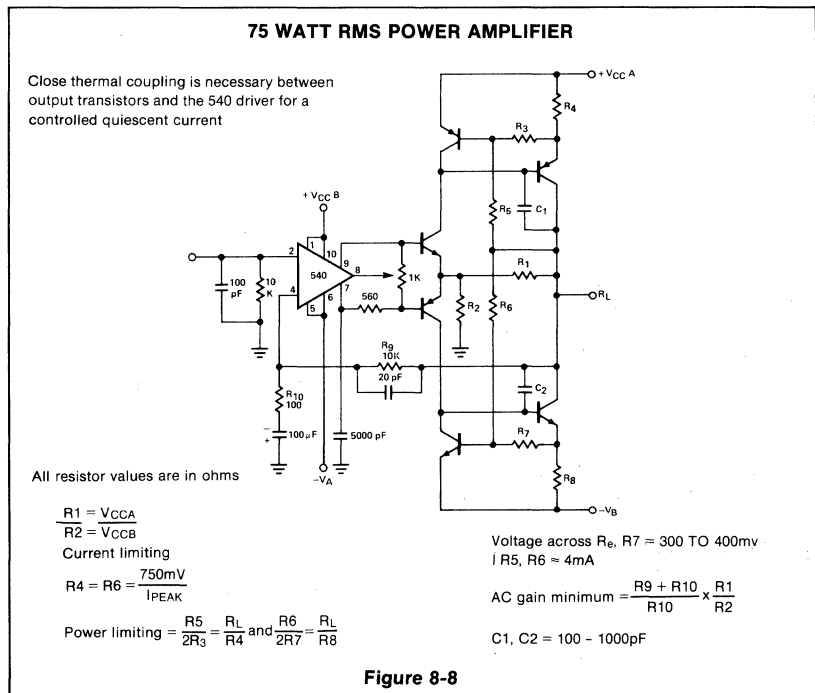 75 WATT RMS POWER AMPLIFIER
Close thermal coupling is necessary between
output transistors and the 540 driver for a
controlled quiescent current
+ VCC A
R4
R3
+ VCC B
R5
C1
1
10
2
9
540
8
4
7
6
5
1K
R1
100
pF
10
K
560
R2
R6
RL
R9
10K
20 pF
C2
R10
100
R7
−
+
100μF
5000 pF
R8
−VA
−VB
All resistor values are in ohms
R1 = VCCA
R2 = VCCB
Current limiting
R4 = R6 = 750mV
IPEAK
Power limiting = R5/2R3 = RL/R4 and R6/2R7 = RL/R8
Voltage across Re, R7 = 300 TO 400mv
I R5, R6 ≈ 4mA
AC gain minimum = R9 + R10/R10 x R1/R2
C1, C2 = 100 - 1000pF
Figure 8-8